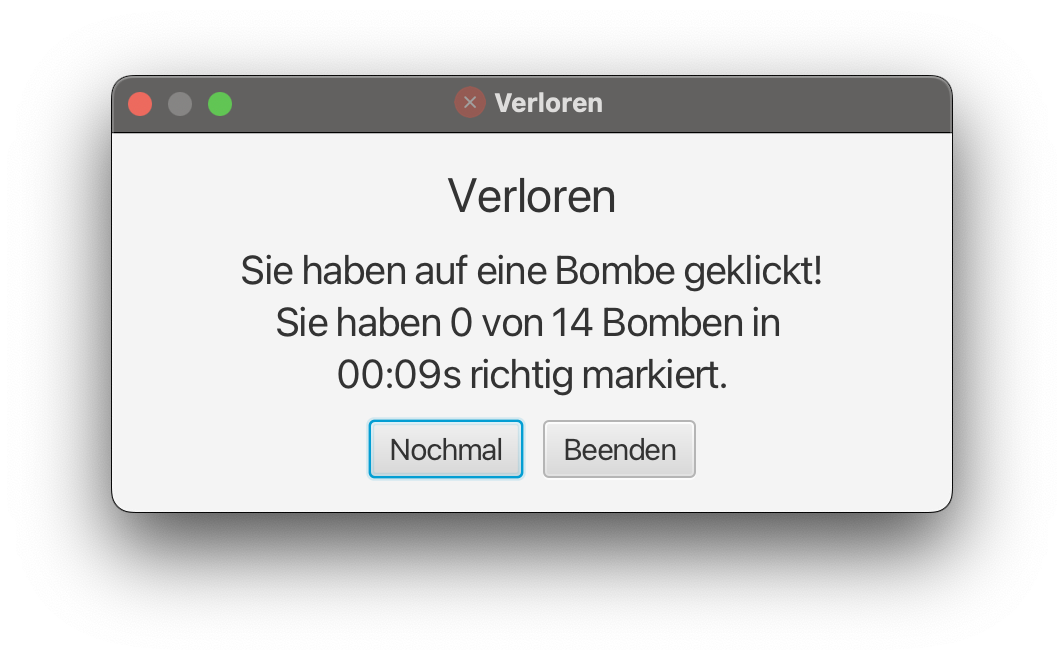 Verloren
Verloren
Sie haben auf eine Bombe geklickt!
Sie haben 0 von 14 Bomben in
00:09s richtig markiert.
Nochmal
Beenden